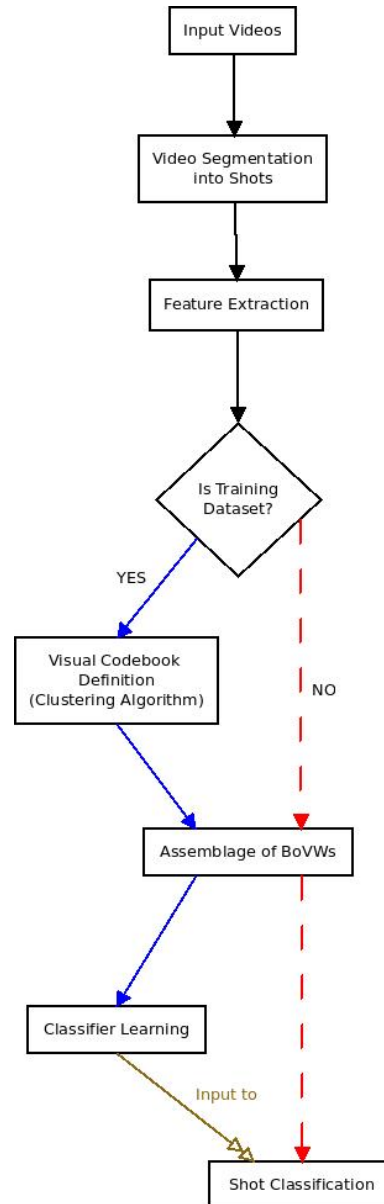 Input Videos
Video Segmentation
into Shots
Feature Extraction
Is Training
Dataset?
YES
Visual Codebook
Definition
(Clustering Algorithm)
NO
Assemblage of BoVWs
Classifier Learning
Input to
Shot Classification